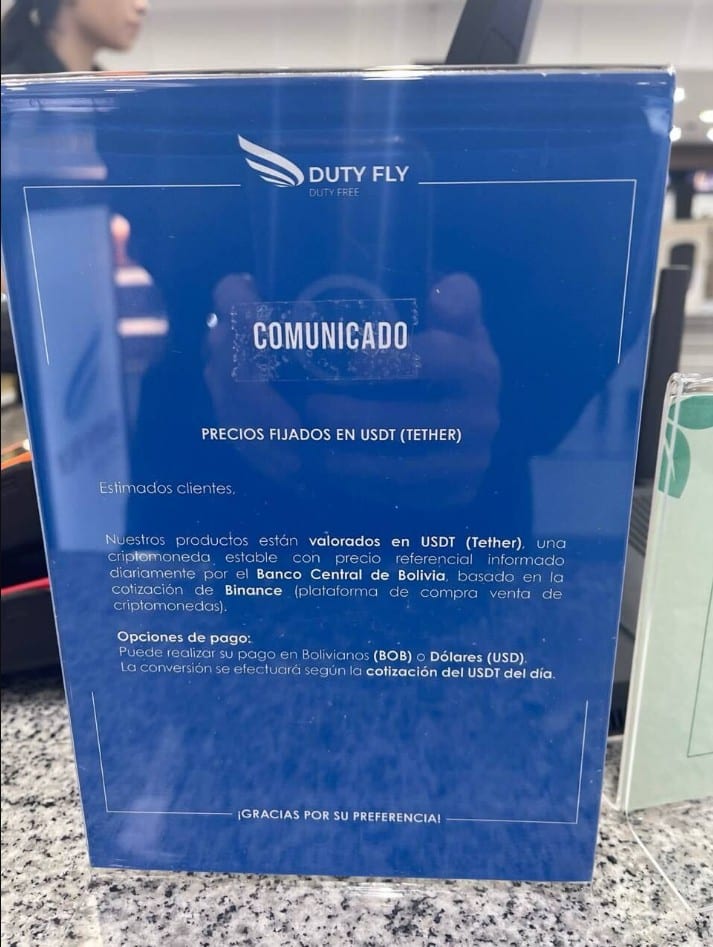 DUTY FLY
DUTY FREE
COMUNICADO
PRECIOS FIJADOS EN USDT (TETHER)
Estimados clientes,
Nuestros productos están valorados en USDT (Tether), una
criptomoneda estable con precio referencial informado
diariamente por el Banco Central de Bolivia, basado en la
cotización de Binance (plataforma de compra venta de
criptomonedas).
Opciones de pago:
Puede realizar su pago en Bolivianos (BOB) o Dólares (USD).
La conversión se efectuará según la cotización del USDT del día.
¡GRACIAS POR SU PREFERENCIA!